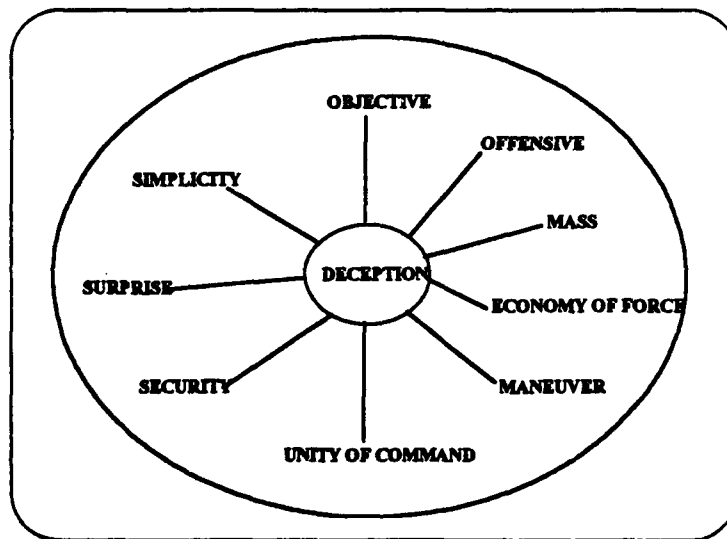 OBJECTIVE
OFFENSIVE
SIMPLICITY
MASS
DECEPTION
SURPRISE
ECONOMY OF FORCE
SECURITY
MANEUVER
UNITY OF COMMAND